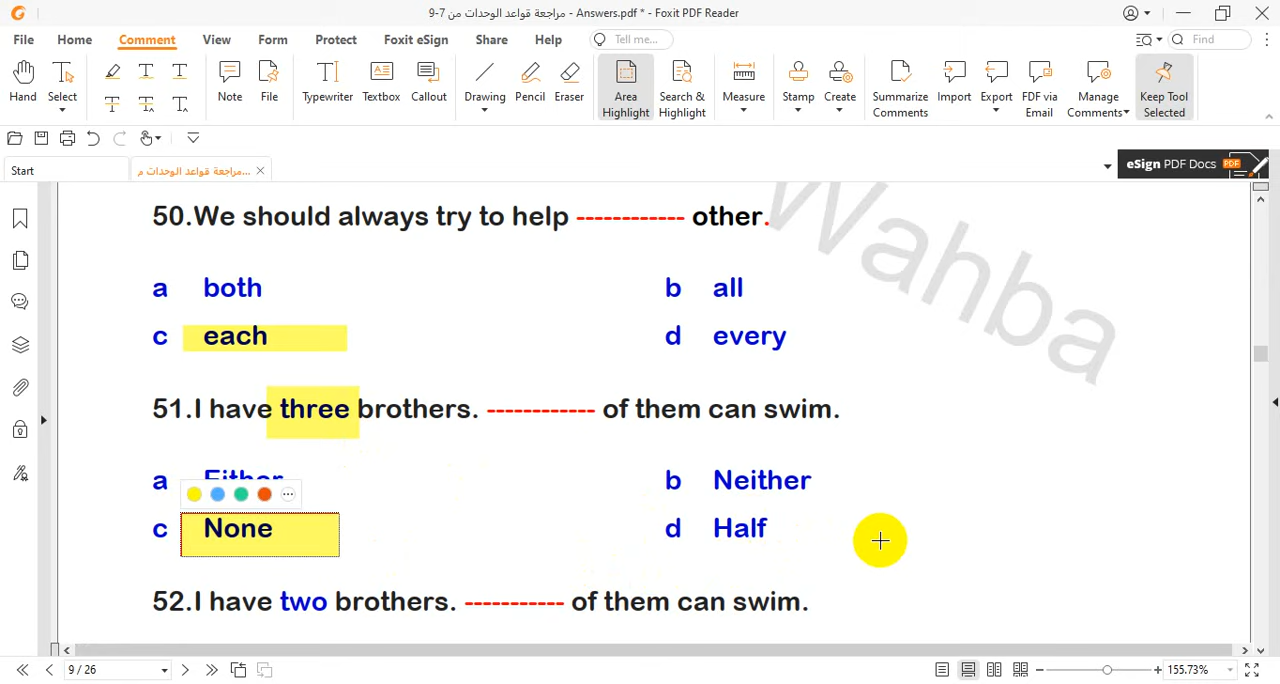 مراجعة قواعد الوحدات من 7-9 - Answers.pdf * - Foxit PDF Reader
File Home Comment View Form Protect Foxit eSign Share Help Tell me... Find
Hand Select Note File Typewriter Textbox Callout Drawing Pencil Eraser Area Highlight Search & Highlight Measure Stamp Create Summarize Comments Import Export PDF via Email Manage Comments Keep Tool Selected
Start مراجعة قواعد الوحدات م... eSign PDF Docs PDF
Wahba
50.We should always try to help ------------ other.
a both b all
c each d every
51.I have three brothers. ------------ of them can swim.
a Either b Neither
c None d Half
52.I have two brothers. ----------- of them can swim.
9 / 26 155.73%